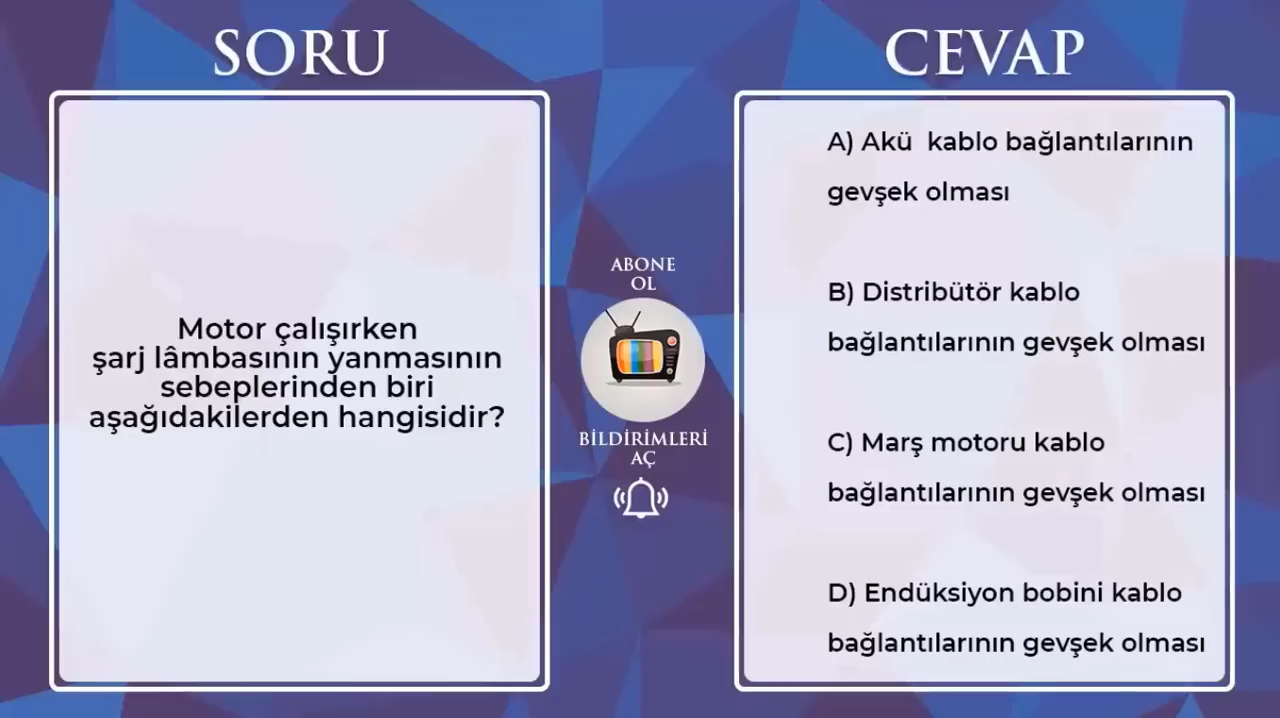 SORU
Motor çalışırken
şarj lâmbasının yanmasının
sebeplerinden biri
aşağıdakilerden hangisidir?
ABONE
OL
BİLDİRİMLERİ
AÇ
CEVAP
A) Akü  kablo bağlantılarının
gevşek olması
B) Distribütör kablo
bağlantılarının gevşek olması
C) Marş motoru kablo
bağlantılarının gevşek olması
D) Endüksiyon bobini kablo
bağlantılarının gevşek olması